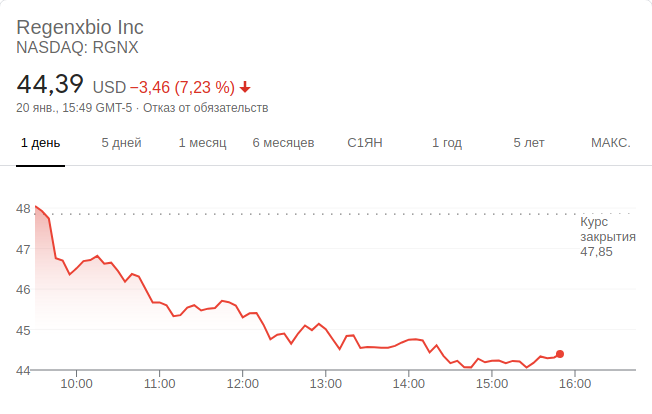 Regenxbio Inc
NASDAQ: RGNX
44,39 USD −3,46 (7,23 %)
20 янв., 15:49 GMT-5 · Отказ от обязательств
1 день 5 дней 1 месяц 6 месяцев С1ЯН 1 год 5 лет МАКС.
48
Курс
закрытия
47,85
47
46
45
44
10:00 11:00 12:00 13:00 14:00 15:00 16:00